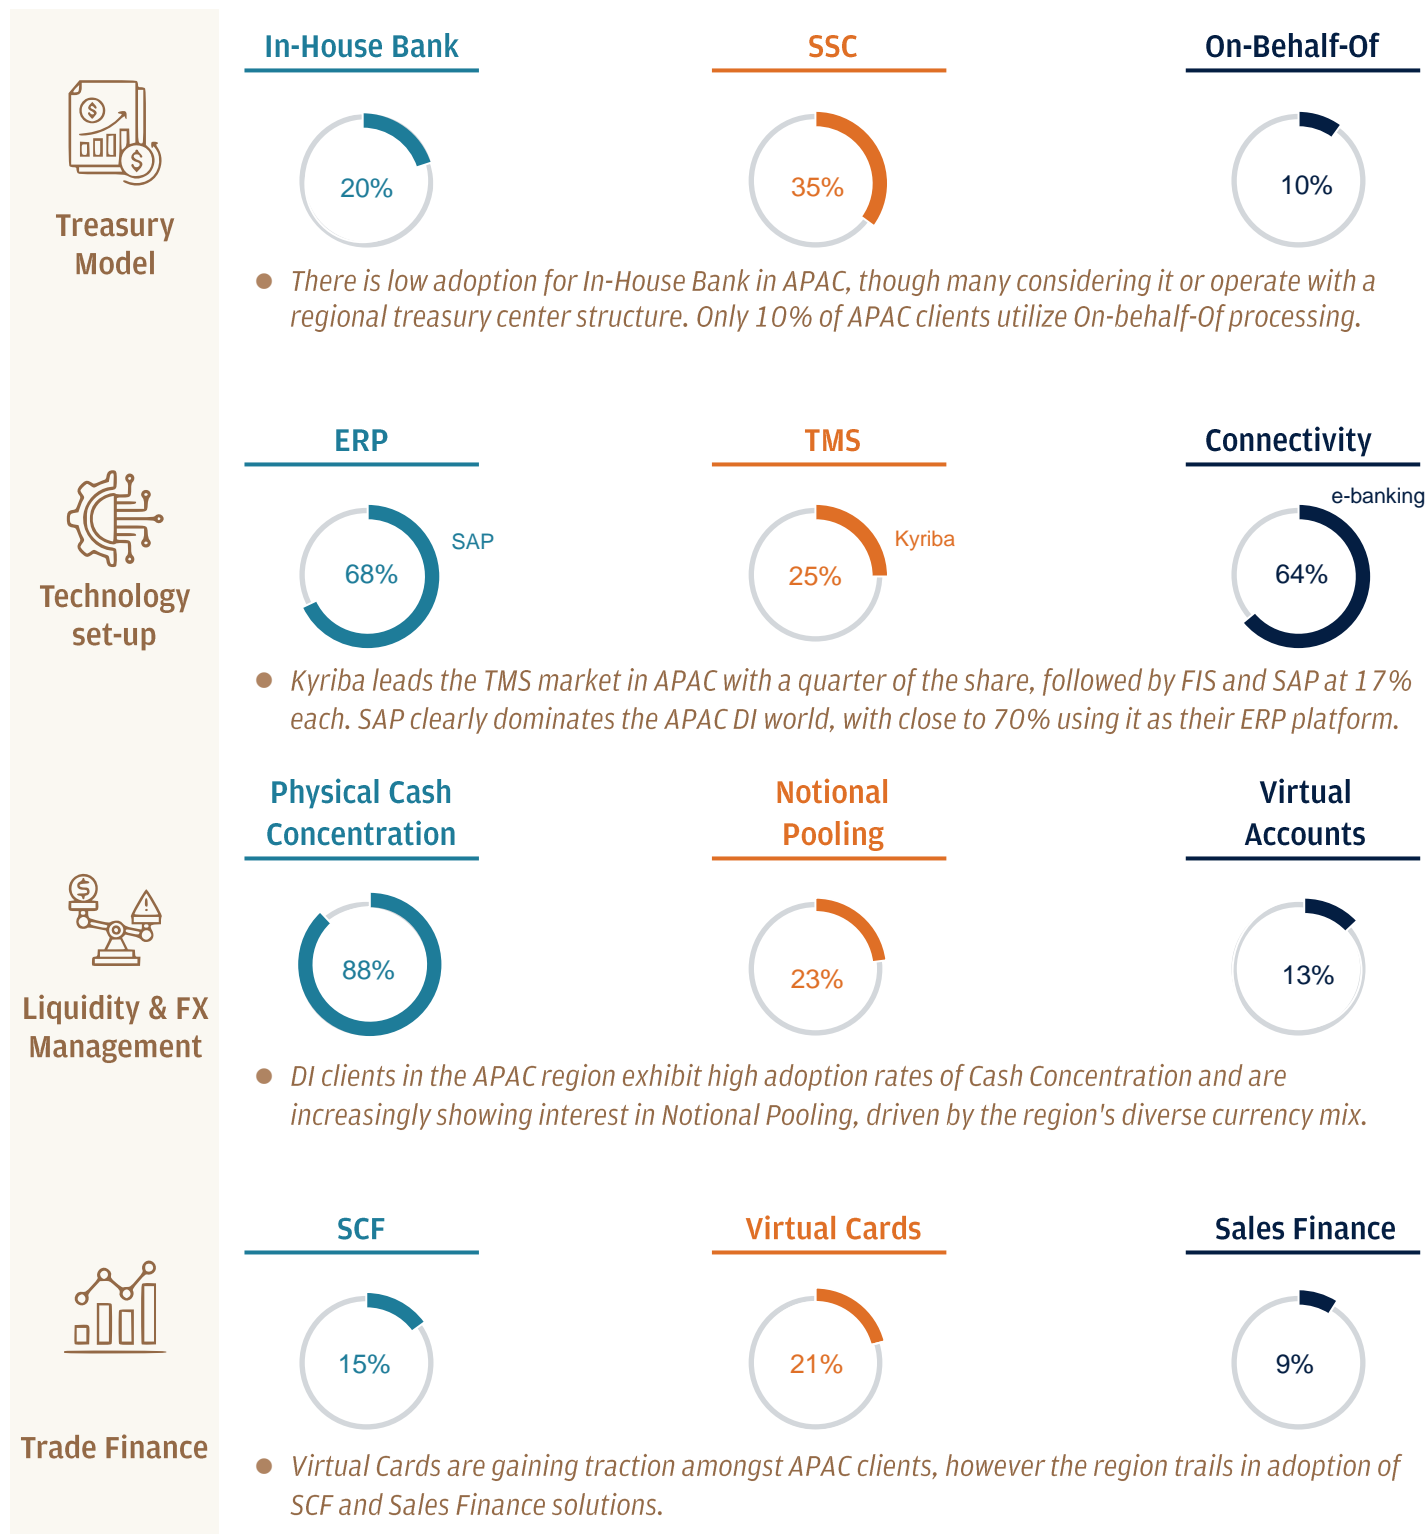 In-House Bank
SSC
On-Behalf-Of
$
$
20%
35%
10%
Treasury
Model
There is low adoption for In-House Bank in APAC, though many considering it or operate with a
regional treasury center structure. Only 10% of APAC clients utilize On-behalf-Of processing.
ERP
TMS
Connectivity
e-banking
SAP
Kyriba
68%
25%
64%
Technology
set-up
Kyriba leads the TMS market in APAC with a quarter of the share, followed by FIS and SAP at 17%
each. SAP clearly dominates the APAC DI world, with close to 70% using it as their ERP platform.
Physical Cash
Concentration
Notional
Pooling
Virtual
Accounts
$
!
88%
23%
13%
Liquidity & FX
Management
DI clients in the APAC region exhibit high adoption rates of Cash Concentration and are
increasingly showing interest in Notional Pooling, driven by the region's diverse currency mix.
SCF
Virtual Cards
Sales Finance
15%
21%
9%
Trade Finance
Virtual Cards are gaining traction amongst APAC clients, however the region trails in adoption of
SCF and Sales Finance solutions.